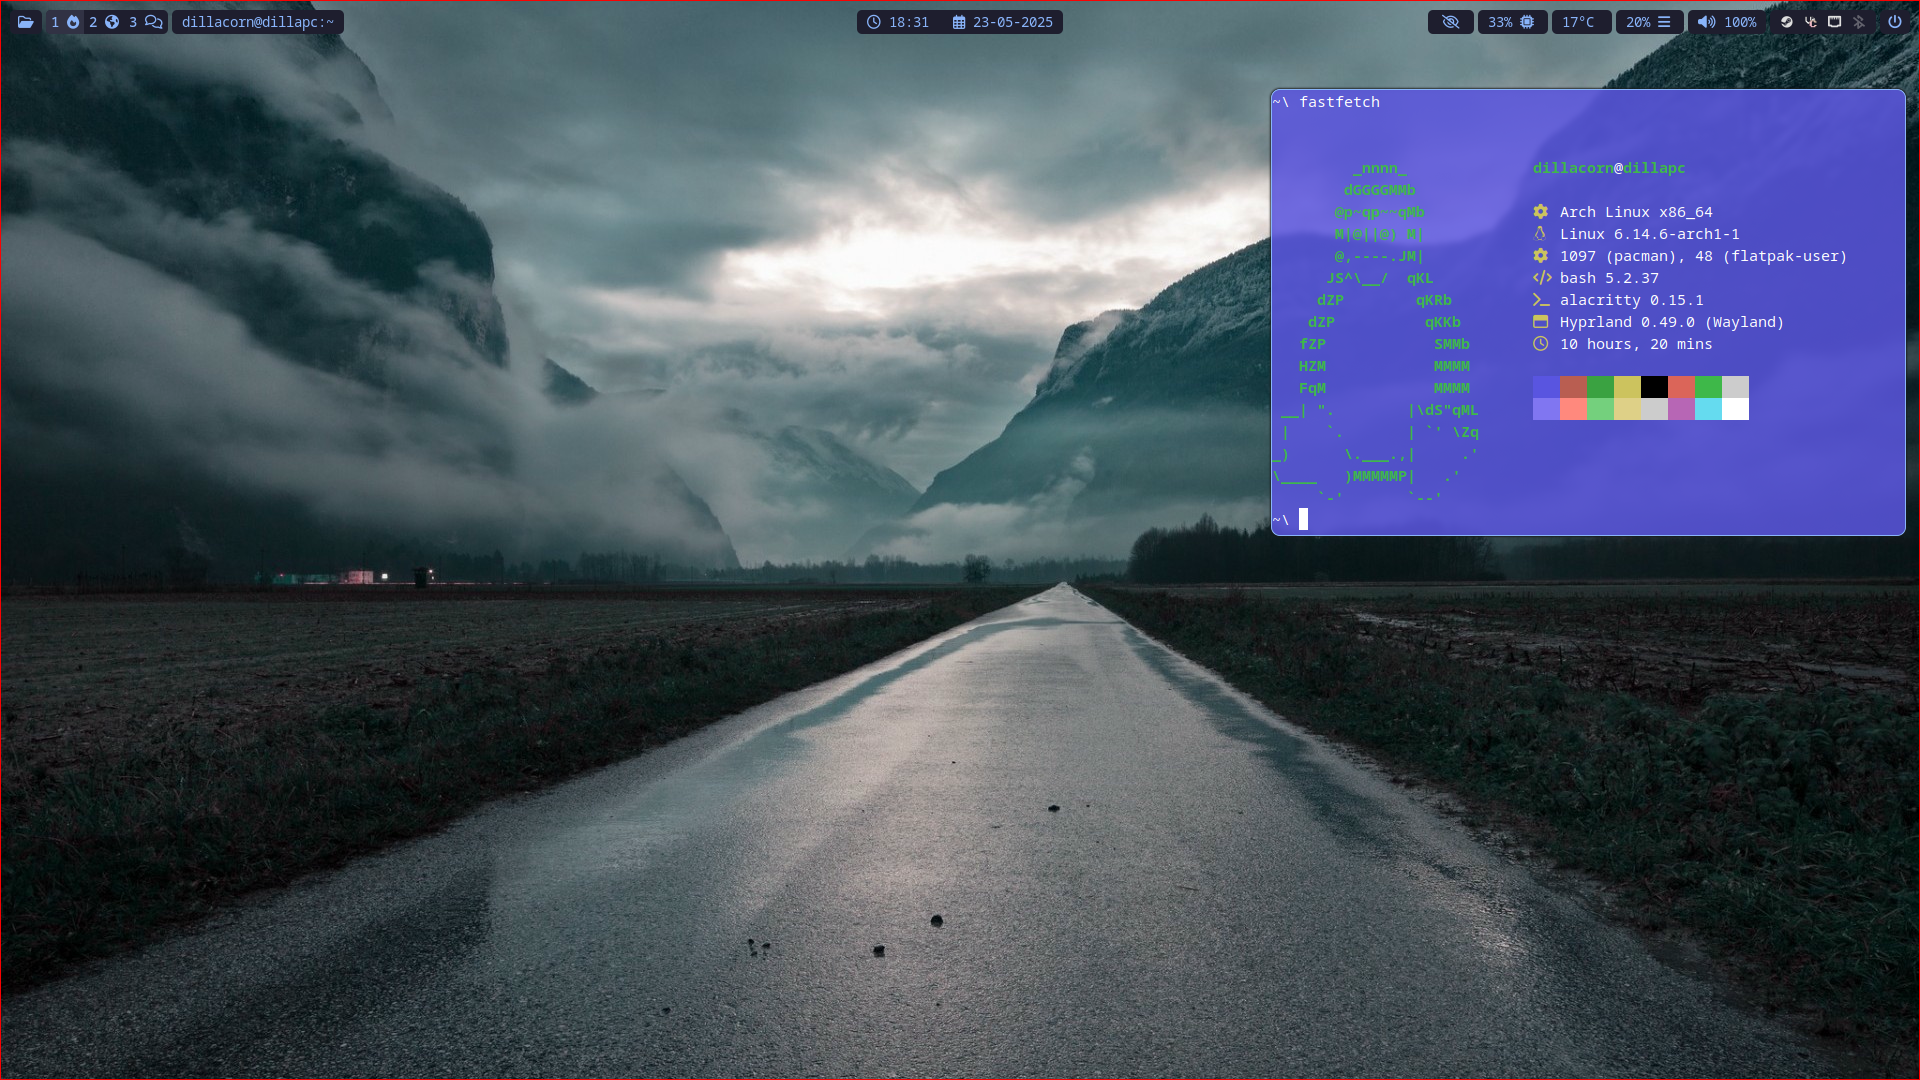 1 2 3 dillacorn@dillapc:~ 18:31 23-05-2025 33% 17°C 20% 100%
~\ fastfetch
         _nnnn_                 dillacorn@dillapc
        dGGGGMMb
       @p~qp~~qMb               Arch Linux x86_64
       M|@||@) M|               Linux 6.14.6-arch1-1
       @,----.JM|               1097 (pacman), 48 (flatpak-user)
      JS^\__/  qKL              bash 5.2.37
     dZP        qKRb            alacritty 0.15.1
    dZP          qKKb           Hyprland 0.49.0 (Wayland)
   fZP            SMMb          10 hours, 20 mins
   HZM            MMMM
   FqM            MMMM
 __| ".        |\dS"qML
 |    `.       | `' \Zq
_)      \.___.,|     .'
\____   )MMMMMP|   .'
     `-'       `--'
~\